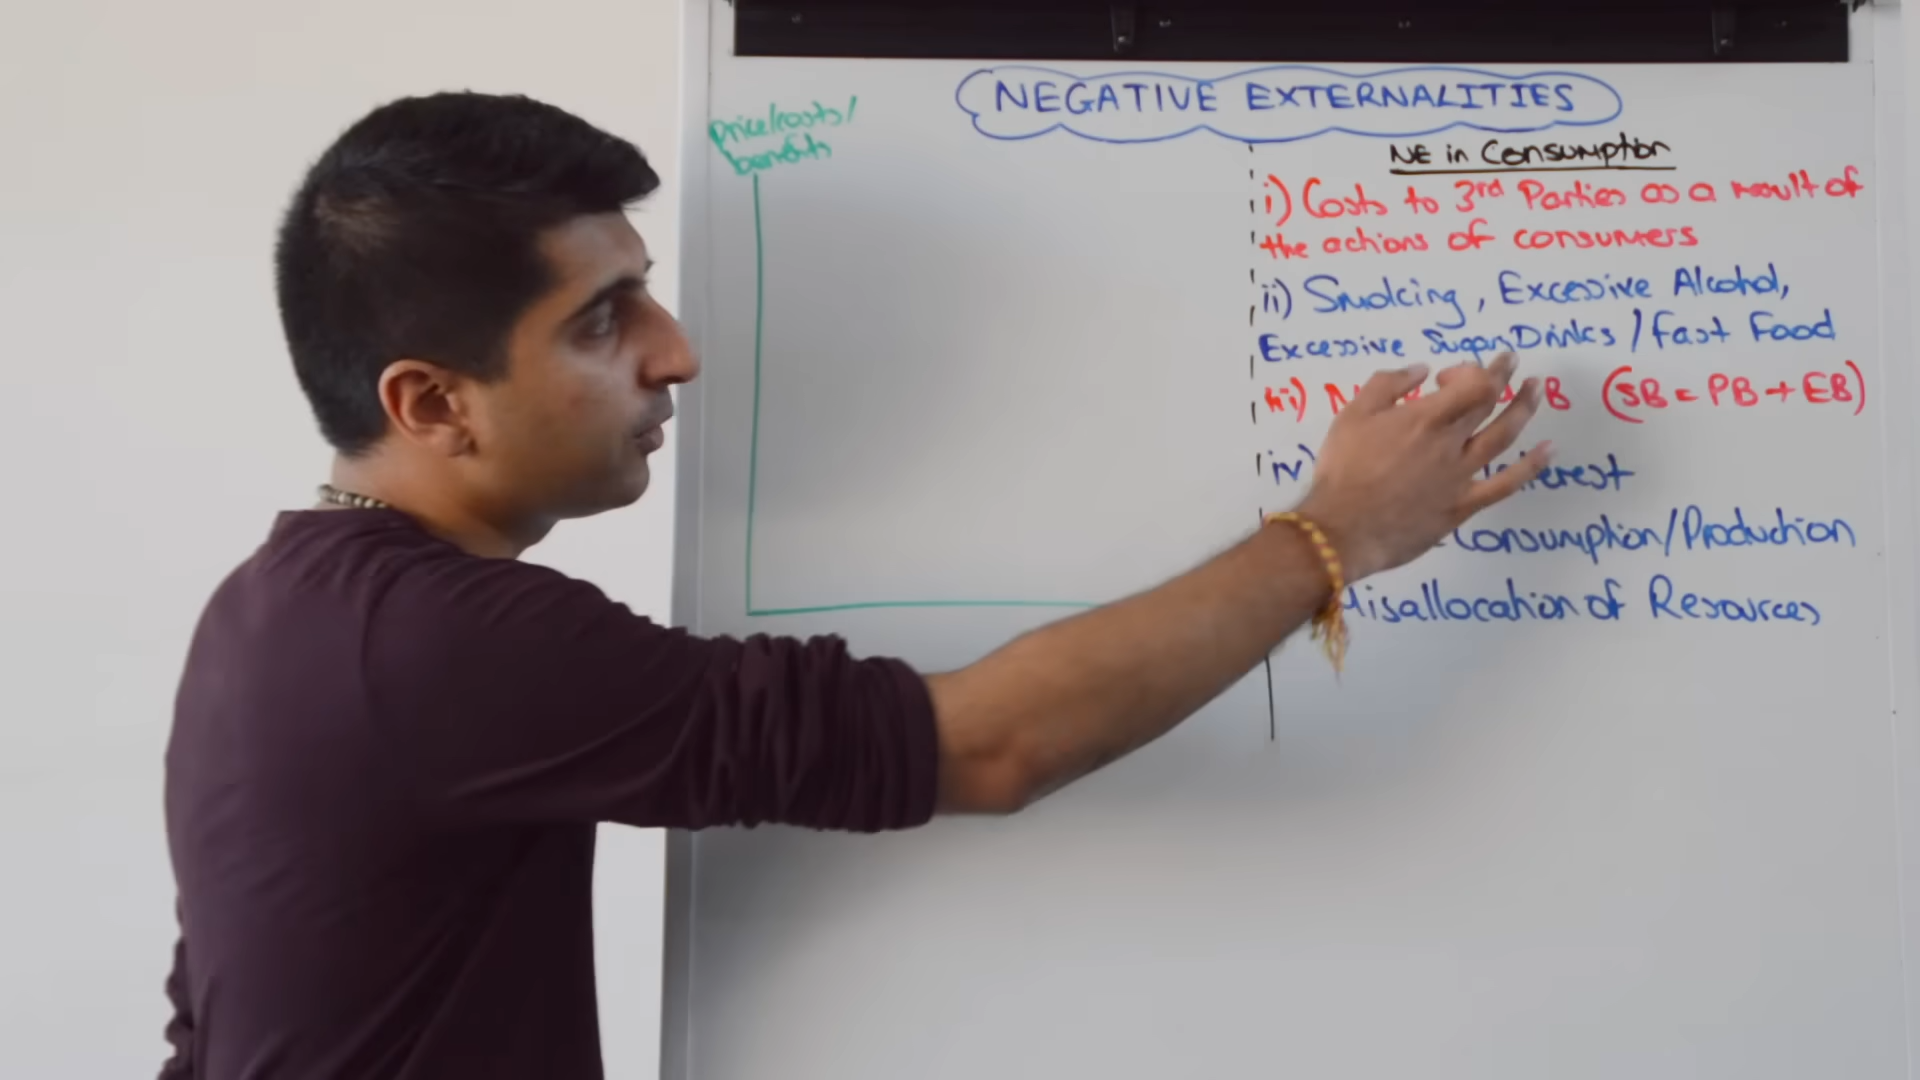 NEGATIVE EXTERNALITIES
price/costs/
benefits
NE in Consumption
i) Costs to 3rd Parties as a result of
the actions of consumers
ii) Smoking, Excessive Alcohol,
Excessive Sugary Drinks / Fast Food
iii) B (SB = PB + EB)
iv) Interest
Consumption/Production
Misallocation of Resources